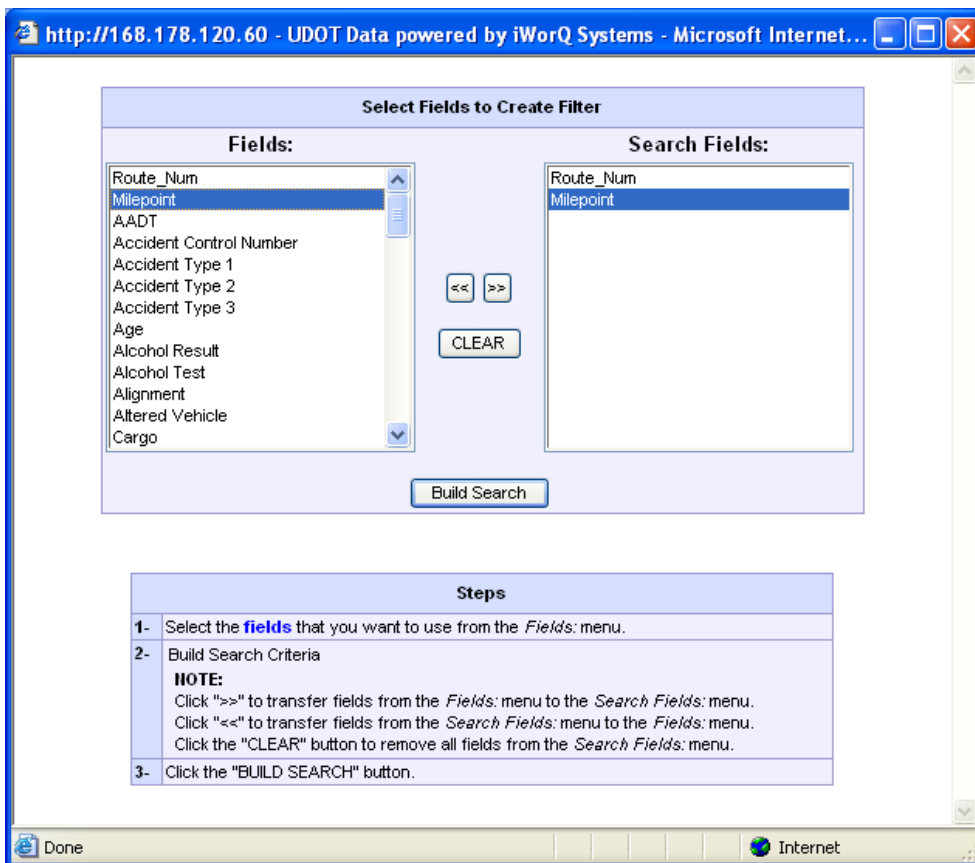 http://168.178.120.60 - UDOT Data powered by iWorQ Systems - Microsoft Internet...
Select Fields to Create Filter
Fields:
Search Fields:
Route_Num
Milepoint
AADT
Accident Control Number
Accident Type 1
Accident Type 2
Accident Type 3
Age
Alcohol Result
Alcohol Test
Alignment
Altered Vehicle
Cargo
<< >>
CLEAR
Route_Num
Milepoint
Build Search
Steps
1- Select the fields that you want to use from the Fields: menu.
2- Build Search Criteria
NOTE:
Click ">>" to transfer fields from the Fields: menu to the Search Fields: menu.
Click "<<" to transfer fields from the Search Fields: menu to the Fields: menu.
Click the "CLEAR" button to remove all fields from the Search Fields: menu.
3- Click the "BUILD SEARCH" button.
Done
Internet